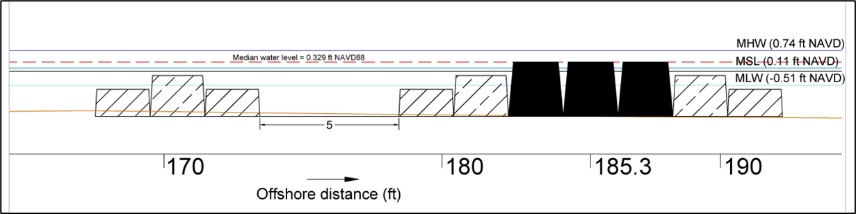 MHW (0.74 ft NAVD)
Median water level = 0.329 ft NAVD88
MSL (0.11 ft NAVD)
MLW (-0.51 ft NAVD)
5
170
180
185.3
190
Offshore distance (ft)